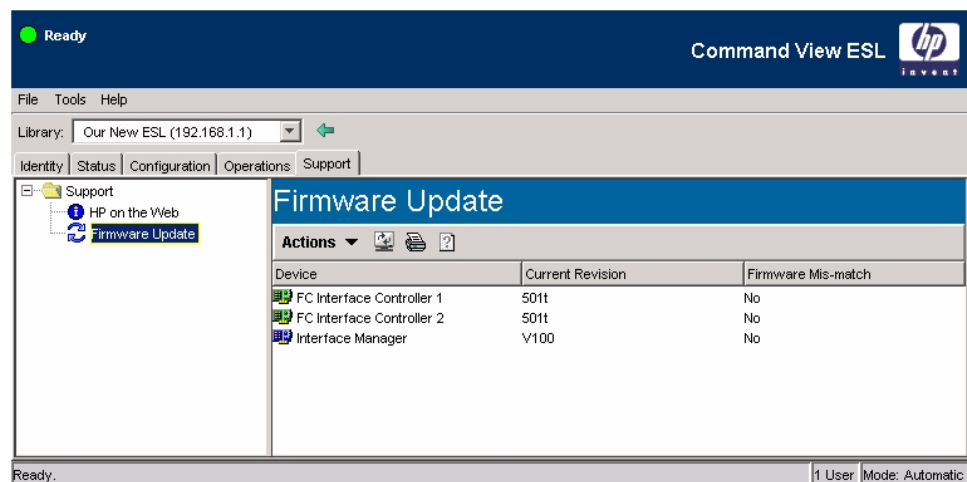 Ready
Command View ESL
hp
invent
File Tools Help
Library: Our New ESL (192.168.1.1)
Identity Status Configuration Operations Support
Support
HP on the Web
Firmware Update
Firmware Update
Actions
Device Current Revision Firmware Mis-match
FC Interface Controller 1 501t No
FC Interface Controller 2 501t No
Interface Manager V100 No
Ready. 1 User Mode: Automatic